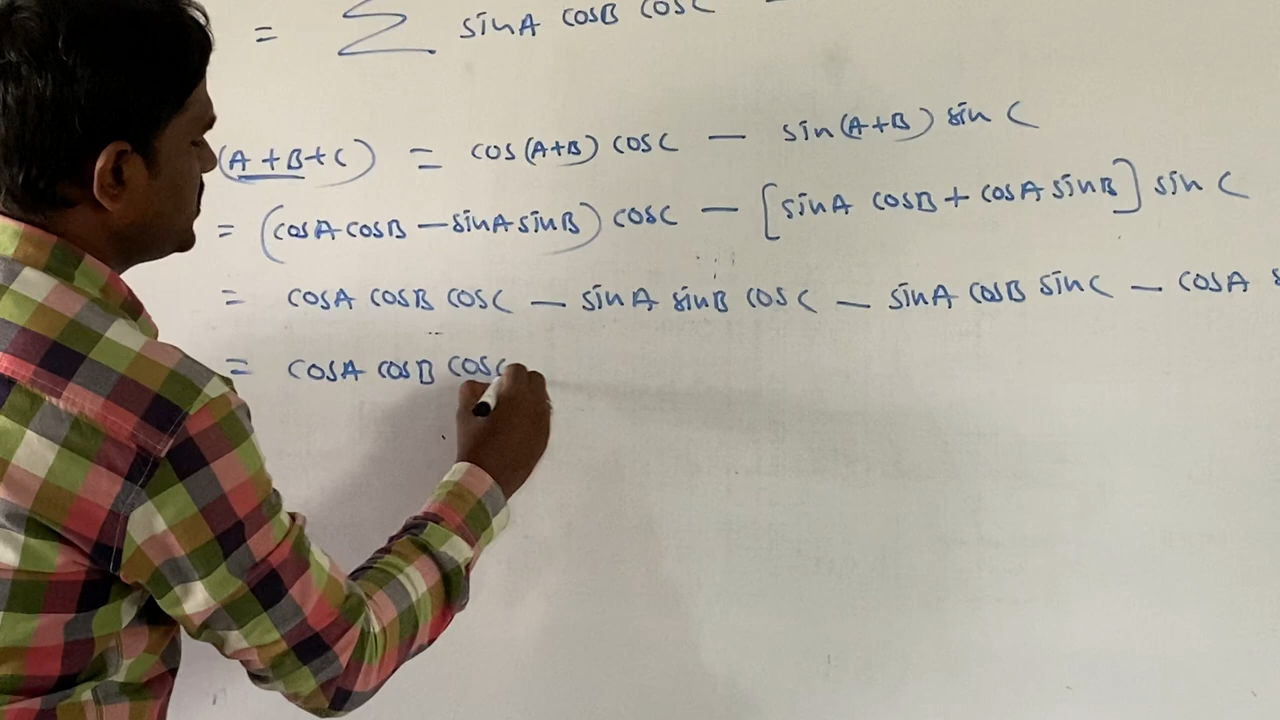 = ∑ sinA cosB cosC
(A+B+C) = cos(A+B) cosC — sin(A+B) sin C
= (cosA cosB — sinA sinB) cosC — [sinA cosB + cosA sinB] sin C
= cosA cosB cosC — sinA sinB cosC — sinA cosB sinC — cosA
= cosA cosB cosC